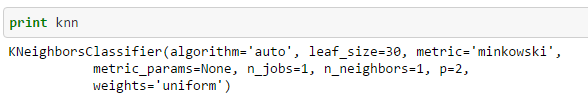 print knn
KNeighborsClassifier(algorithm='auto', leaf_size=30, metric='minkowski',
metric_params=None, n_jobs=1, n_neighbors=1, p=2,
weights='uniform')